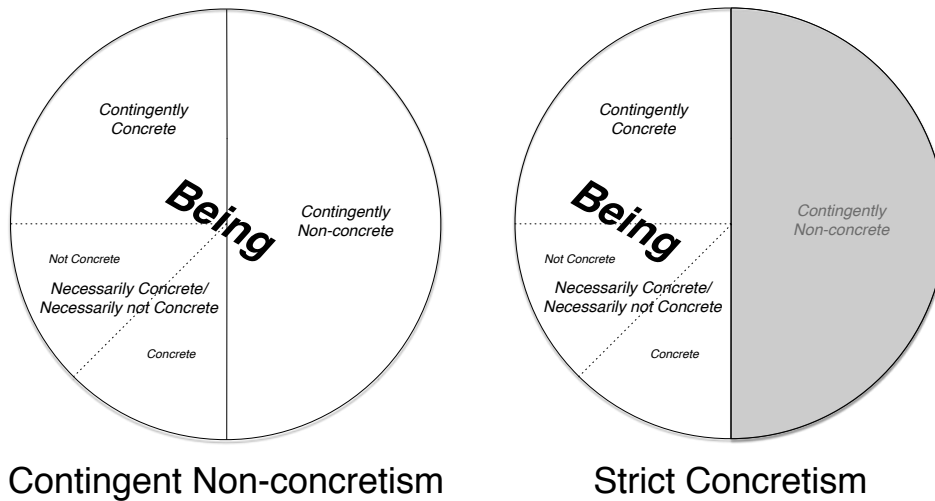 Contingently
Concrete
Being
Contingently
Non-concrete
Not Concrete
Necessarily Concrete/
Necessarily not Concrete
Concrete
Contingent Non-concretism
Contingently
Concrete
Being
Contingently
Non-concrete
Not Concrete
Necessarily Concrete/
Necessarily not Concrete
Concrete
Strict Concretism